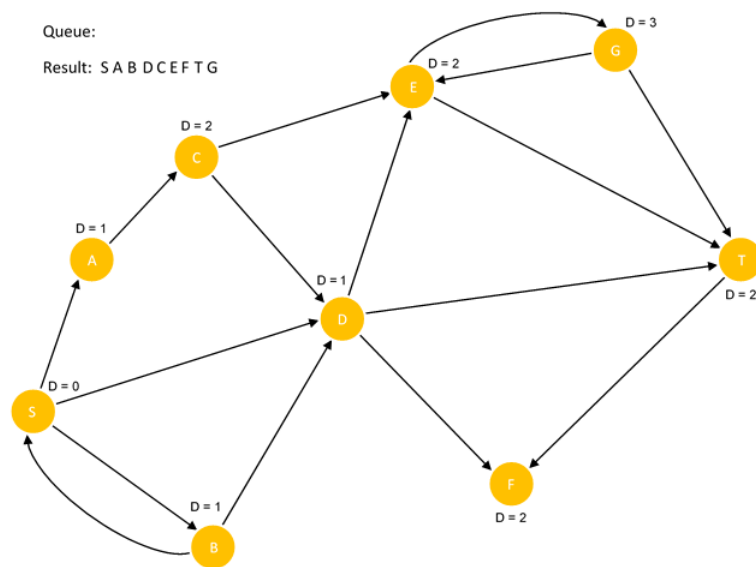 Queue:
D = 3
G
Result: S A B D C E F T G
D = 2
E
D = 2
C
D = 1
A
T
D = 1
D = 2
D
D = 0
S
F
D = 1
D = 2
B